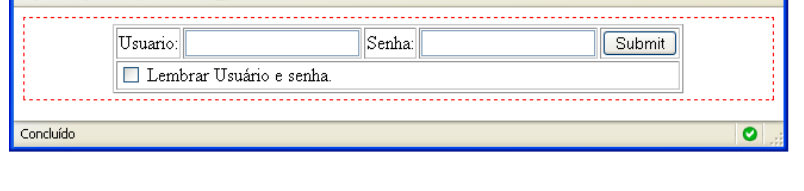 Usuario: Senha: Submit
Lembrar Usuário e senha.
Concluído